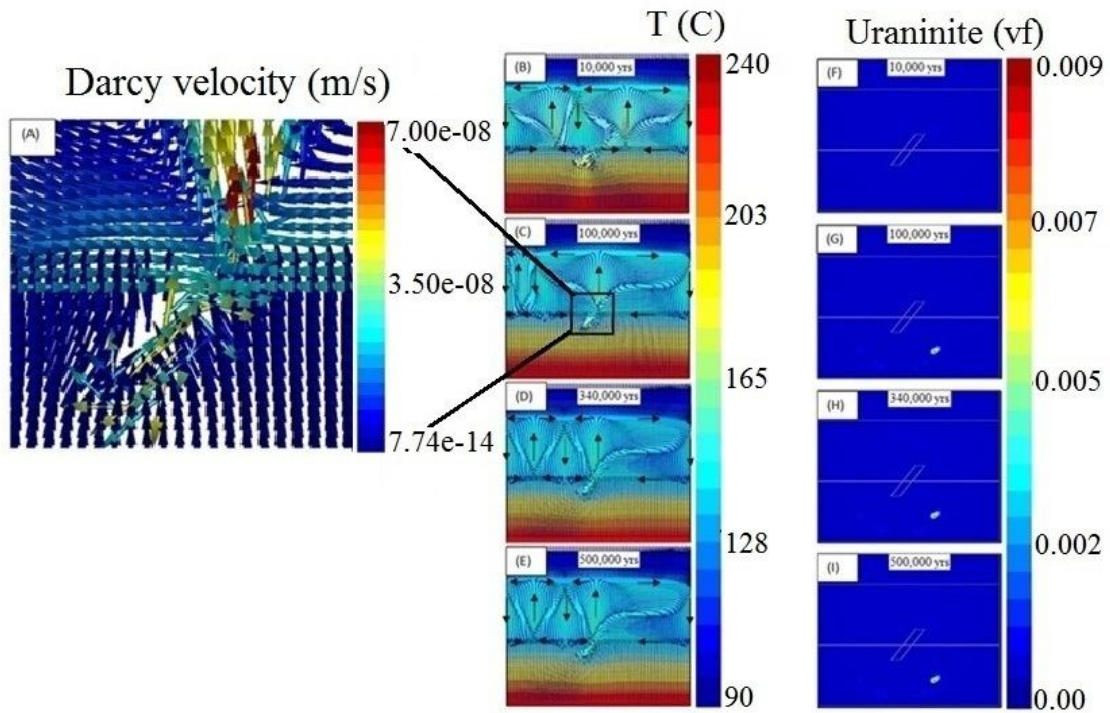 Darcy velocity (m/s)
(A)
7.00e-08
3.50e-08
7.74e-14
T (C)
(B)
10,000 yrs
(C)
100,000 yrs
(D)
340,000 yrs
(E)
500,000 yrs
240
203
165
128
90
Uraninite (vf)
(F)
10,000 yrs
(G)
100,000 yrs
(H)
340,000 yrs
(I)
500,000 yrs
0.009
0.007
0.005
0.002
0.00